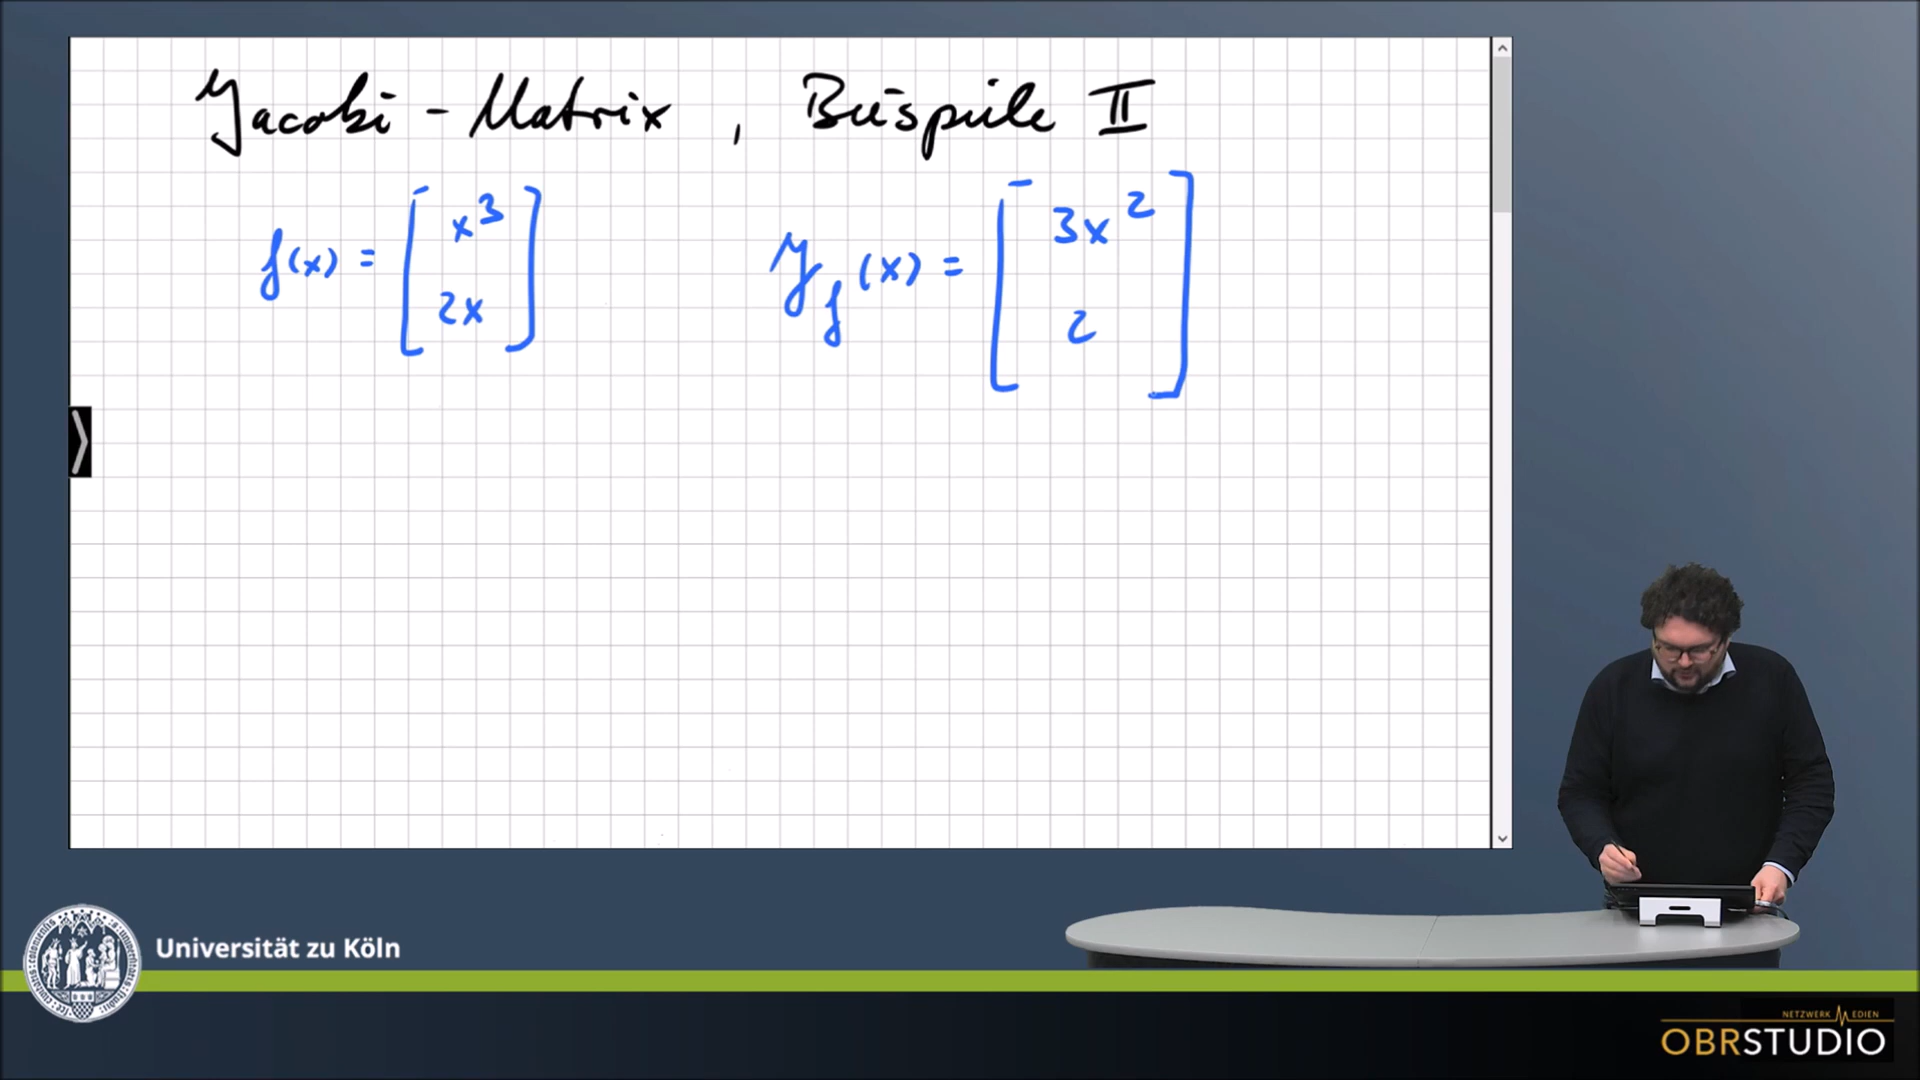 Jacobi-Matrix, Beispiele II
f(x) = [ x³ 2x ]
J_f(x) = [ 3x² 2 ]
Universität zu Köln
NETZWERK MEDIEN
OBRSTUDIO